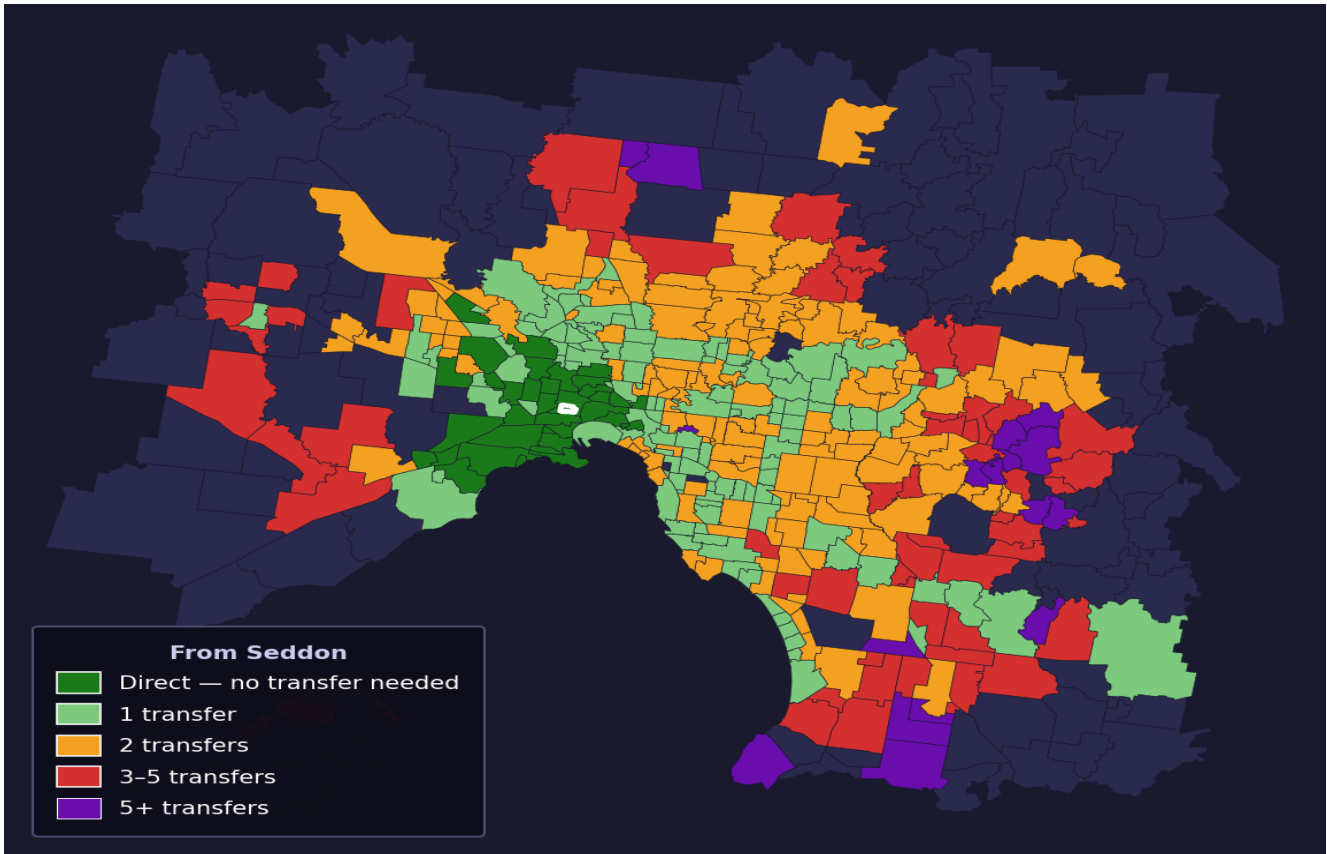 From Seddon
Direct — no transfer needed
1 transfer
2 transfers
3–5 transfers
5+ transfers